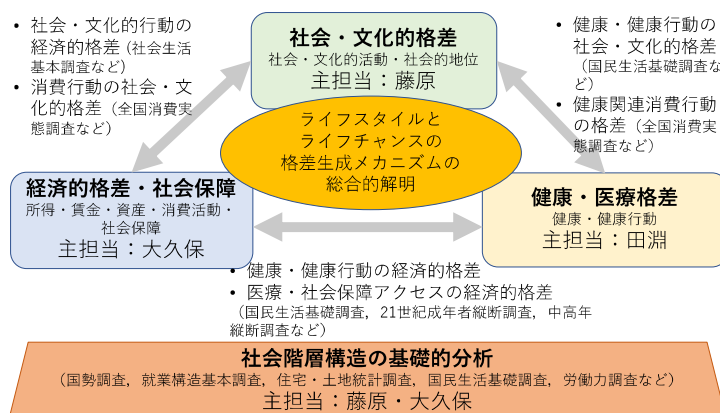 • 社会・文化的行動の
経済的格差 (社会生活
基本調査など)
• 消費行動の社会・文
化的格差（全国消費実
態調査など）
社会・文化的格差
社会・文化的活動・社会的地位
主担当：藤原
• 健康・健康行動の
社会・文化的格差
（国民生活基礎調査な
ど）
• 健康関連消費行動
の格差（全国消費実
態調査など）
ライフスタイルと
ライフチャンスの
格差生成メカニズムの
総合的解明
経済的格差・社会保障
所得・賃金・資産・消費活動・
社会保障
主担当：大久保
健康・医療格差
健康・健康行動
主担当：田淵
• 健康・健康行動の経済的格差
• 医療・社会保障アクセスの経済的格差
（国民生活基礎調査，21世紀成年者縦断調査，中高年
縦断調査など）
社会階層構造の基礎的分析
（国勢調査，就業構造基本調査，住宅・土地統計調査，国民生活基礎調査，労働力調査など）
主担当：藤原・大久保